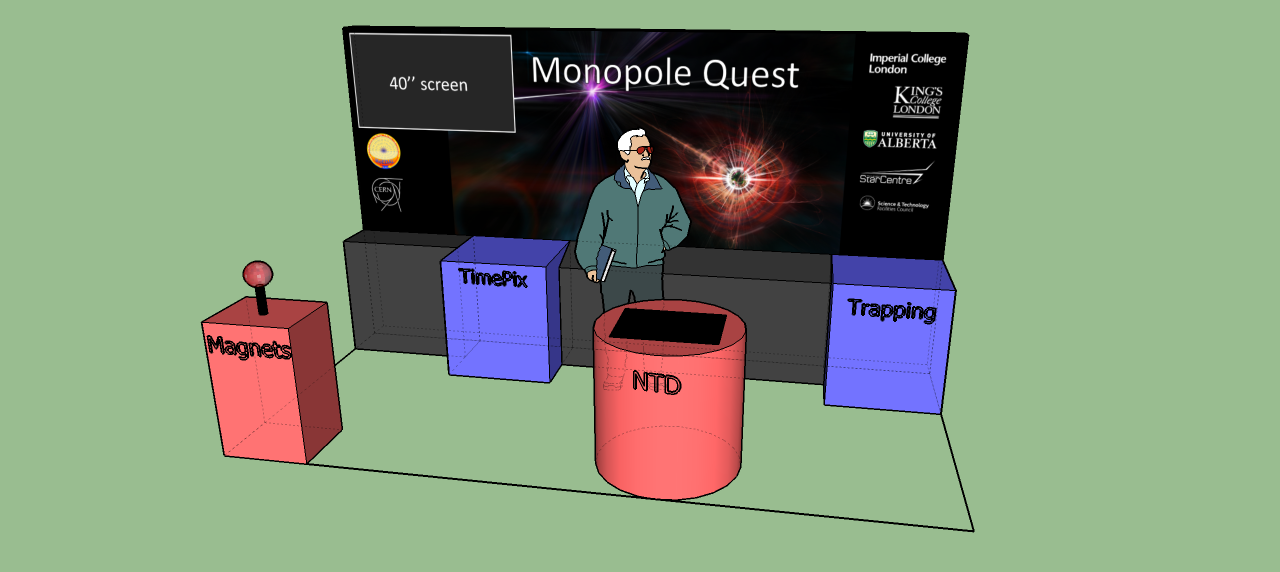 40’’ screen
Monopole Quest
Imperial College
London
KING'S
College
LONDON
UNIVERSITY OF
ALBERTA
StarCentre
Science & Technology
Facilities Council
CERN
TimePix
Trapping
Magnets
NTD